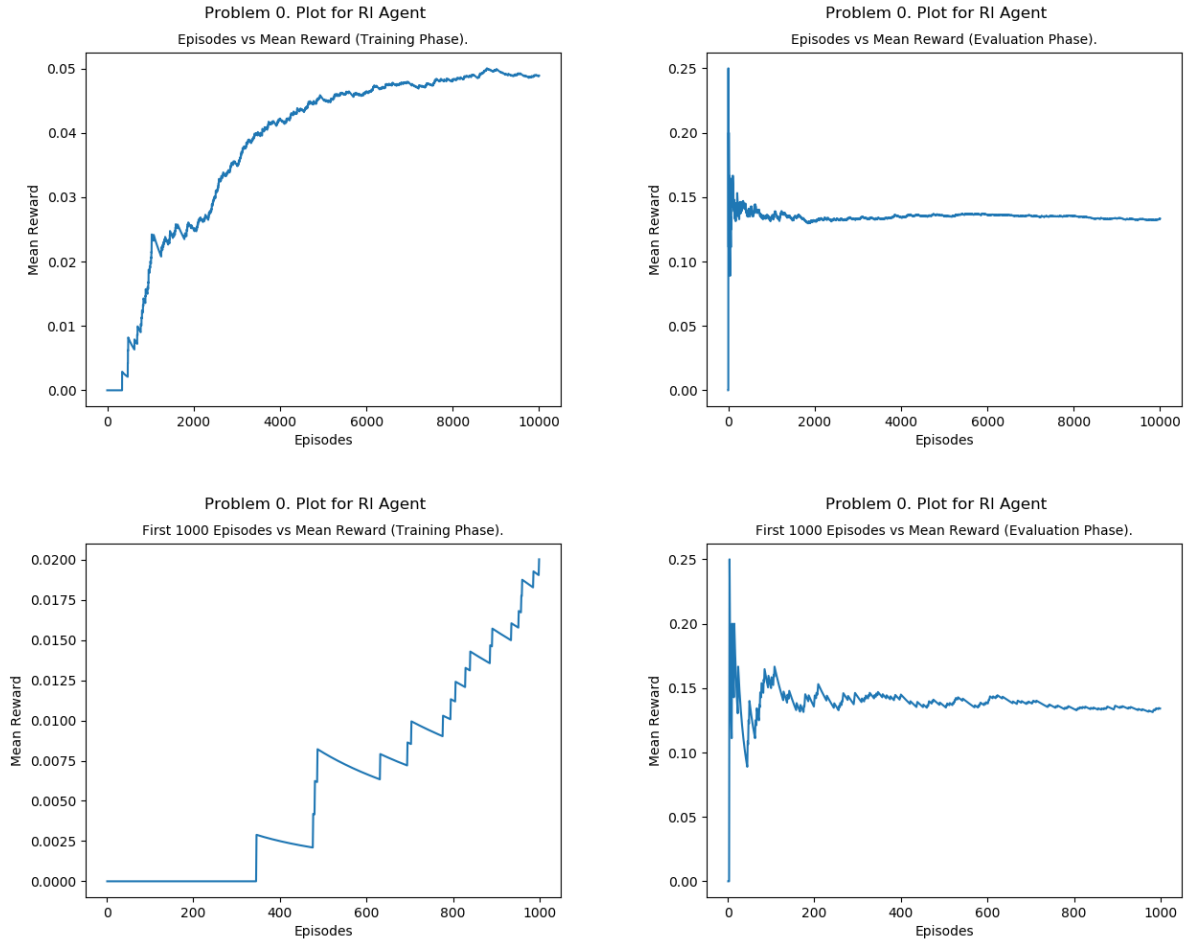 Problem 0. Plot for RI Agent
Episodes vs Mean Reward (Training Phase).
0.05
0.04
0.03
0.02
0.01
0.00
Mean Reward
0 2000 4000 6000 8000 10000
Episodes
Problem 0. Plot for RI Agent
Episodes vs Mean Reward (Evaluation Phase).
0.25
0.20
0.15
0.10
0.05
0.00
Mean Reward
0 2000 4000 6000 8000 10000
Episodes
Problem 0. Plot for RI Agent
First 1000 Episodes vs Mean Reward (Training Phase).
0.0200
0.0175
0.0150
0.0125
0.0100
0.0075
0.0050
0.0025
0.0000
Mean Reward
0 200 400 600 800 1000
Episodes
Problem 0. Plot for RI Agent
First 1000 Episodes vs Mean Reward (Evaluation Phase).
0.25
0.20
0.15
0.10
0.05
0.00
Mean Reward
0 200 400 600 800 1000
Episodes